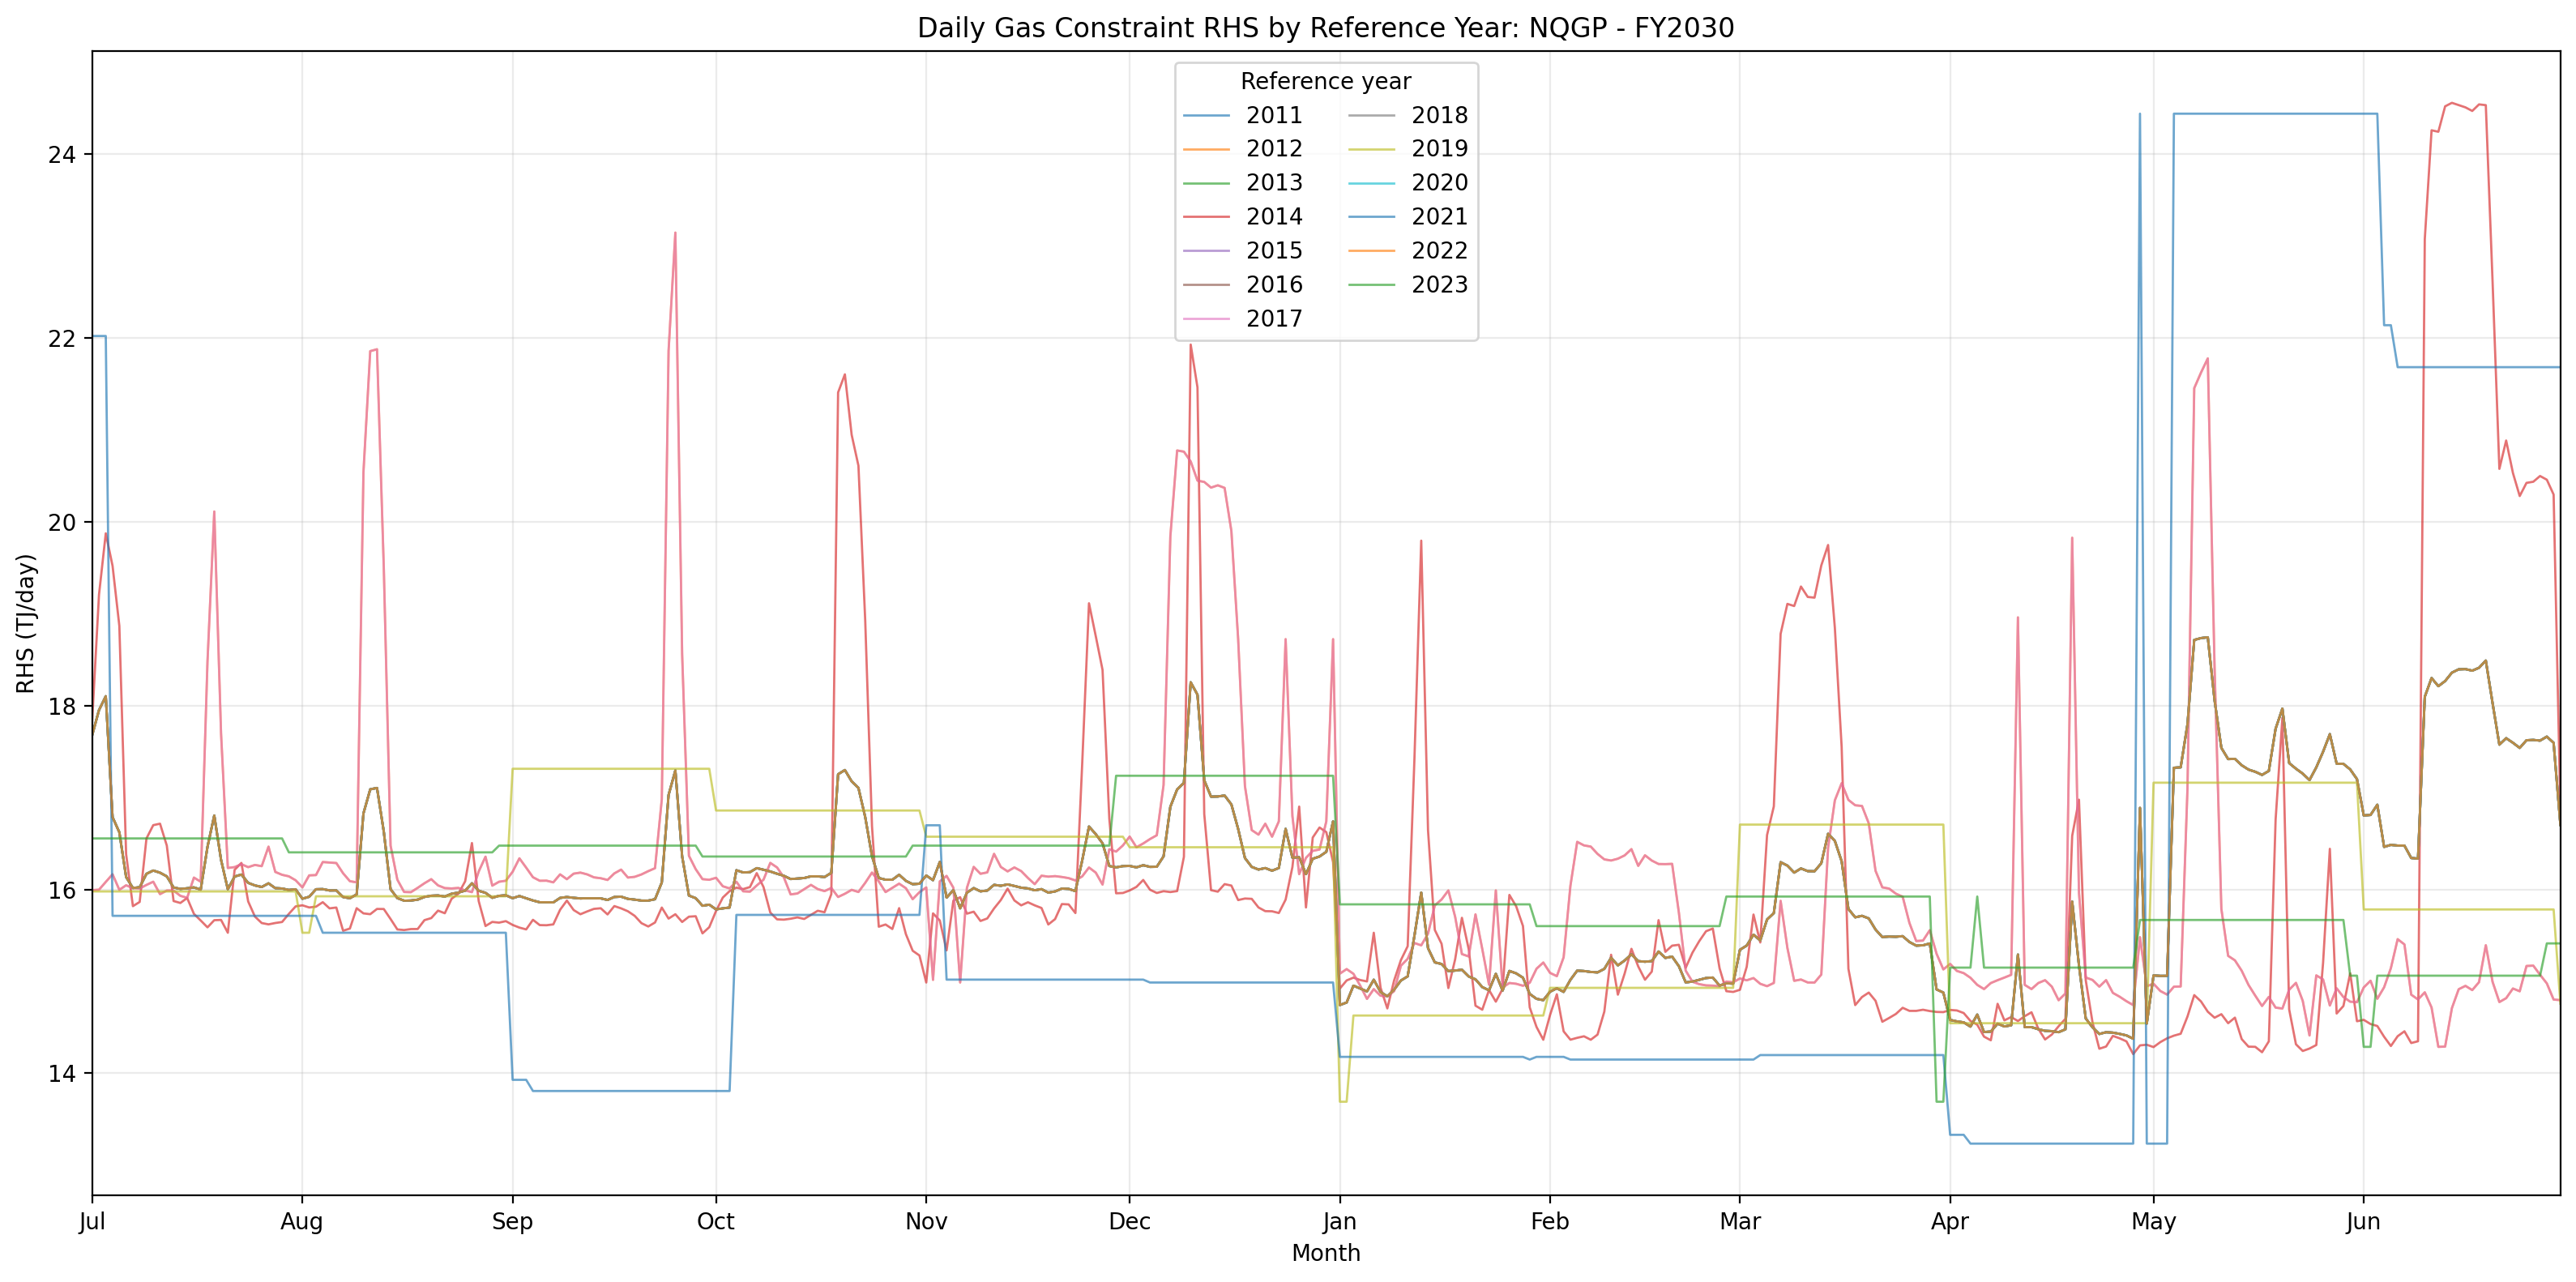 Daily Gas Constraint RHS by Reference Year: NQGP - FY2030
Reference year
2011
2012
2013
2014
2015
2016
2017
2018
2019
2020
2021
2022
2023
RHS (TJ/day)
24
22
20
18
16
14
Jul
Aug
Sep
Oct
Nov
Dec
Jan
Feb
Mar
Apr
May
Jun
Month